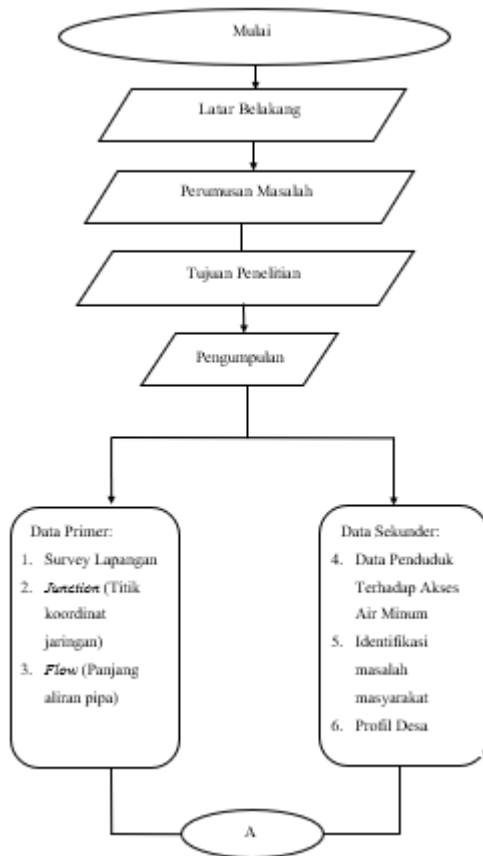 Mulai
Latar Belakang
Perumusan Masalah
Tujuan Penelitian
Pengumpulan
Data Primer:
1. Survey Lapangan
2. Junction (Titik
koordinat
jaringan)
3. Flow (Panjang
aliran pipa)
Data Sekunder:
4. Data Penduduk
Terhadap Akses
Air Minum
5. Identifikasi
masalah
masyarakat
6. Profil Desa
A